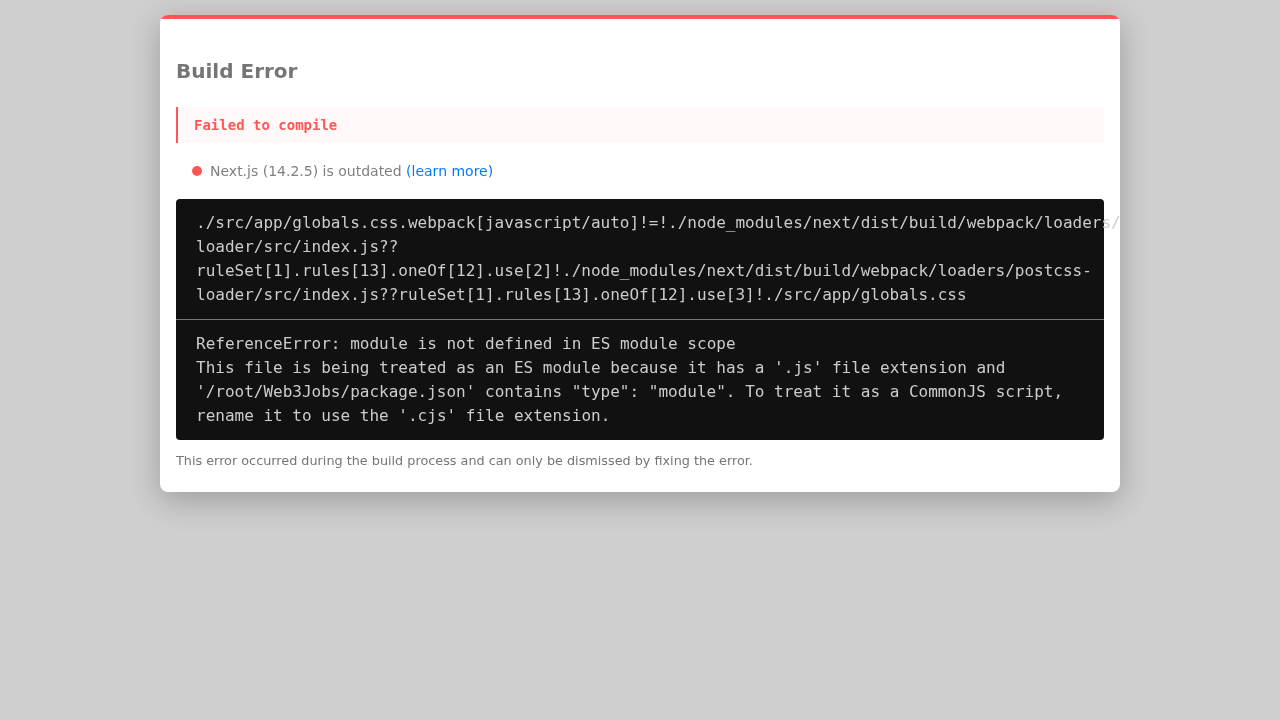 Build Error
Failed to compile
Next.js (14.2.5) is outdated (learn more)
./src/app/globals.css.webpack[javascript/auto]!=!./node_modules/next/dist/build/webpack/loaders/
loader/src/index.js??
ruleSet[1].rules[13].oneOf[12].use[2]!./node_modules/next/dist/build/webpack/loaders/postcss-
loader/src/index.js??ruleSet[1].rules[13].oneOf[12].use[3]!./src/app/globals.css
ReferenceError: module is not defined in ES module scope
This file is being treated as an ES module because it has a '.js' file extension and
'/root/Web3Jobs/package.json' contains "type": "module". To treat it as a CommonJS script,
rename it to use the '.cjs' file extension.
This error occurred during the build process and can only be dismissed by fixing the error.